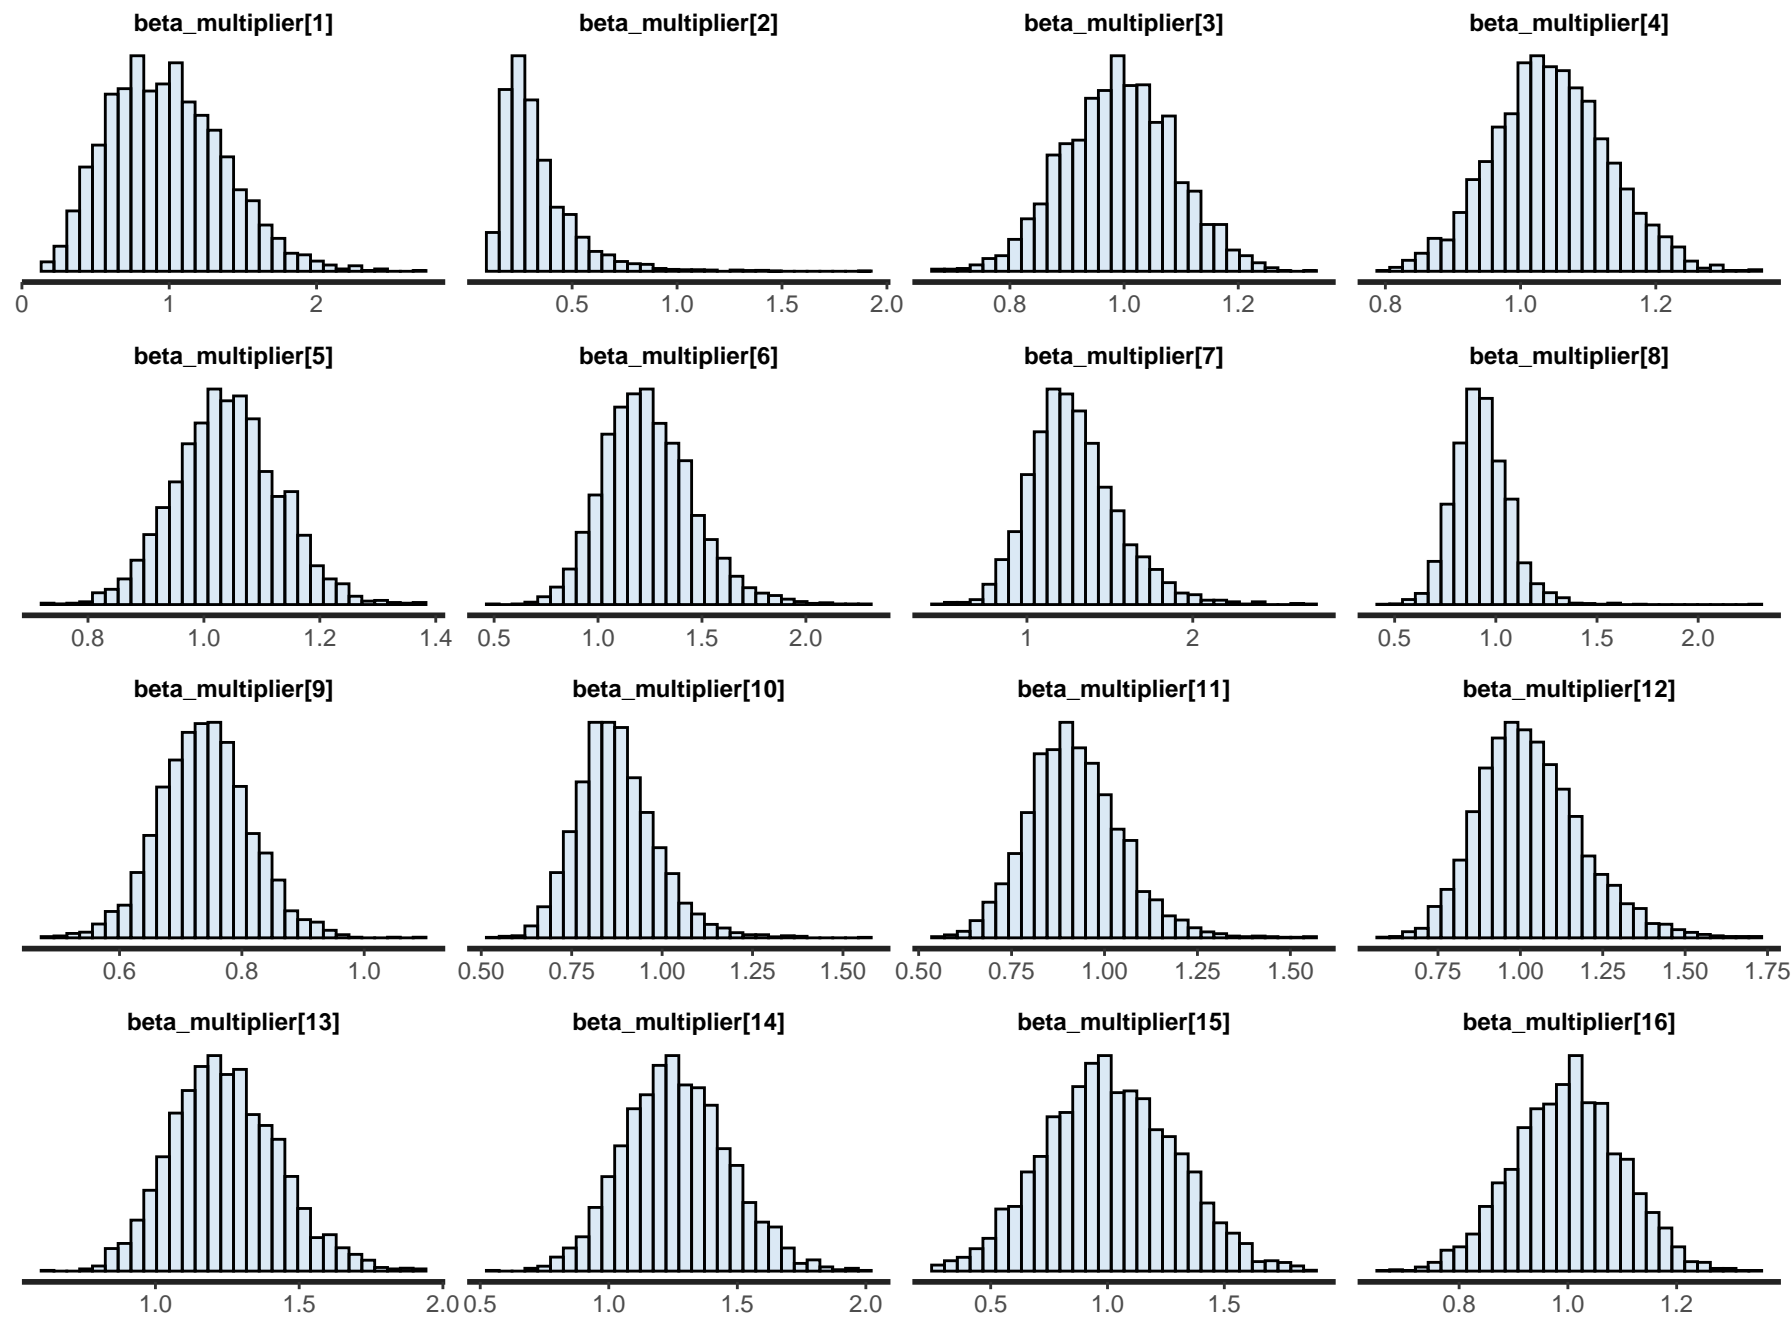 beta_multiplier[1] beta_multiplier[2] beta_multiplier[3] beta_multiplier[4]
0 1 2 0.5 1.0 1.5 2.0 0.8 1.0 1.2 0.8 1.0 1.2
beta_multiplier[5] beta_multiplier[6] beta_multiplier[7] beta_multiplier[8]
0.8 1.0 1.2 1.4 0.5 1.0 1.5 2.0 1 2 0.5 1.0 1.5 2.0
beta_multiplier[9] beta_multiplier[10] beta_multiplier[11] beta_multiplier[12]
0.6 0.8 1.0 0.50 0.75 1.00 1.25 1.50 0.50 0.75 1.00 1.25 1.50 0.75 1.00 1.25 1.50 1.75
beta_multiplier[13] beta_multiplier[14] beta_multiplier[15] beta_multiplier[16]
1.0 1.5 2.0 0.5 1.0 1.5 2.0 0.5 1.0 1.5 0.8 1.0 1.2